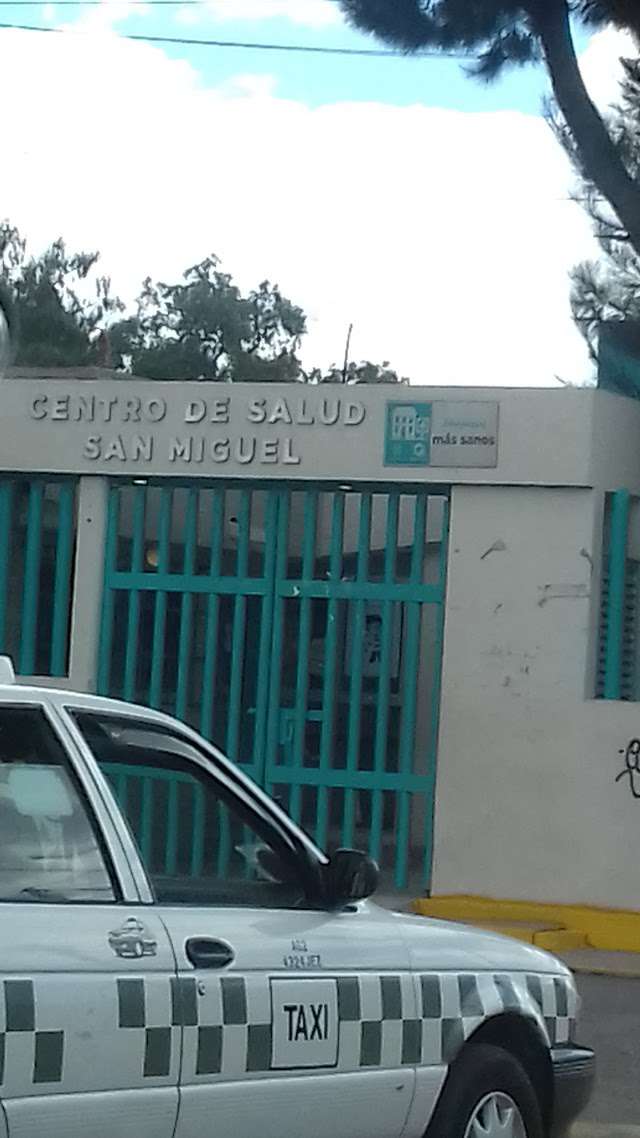 CENTRO DE SALUD
SAN MIGUEL
más sanos
TAXI